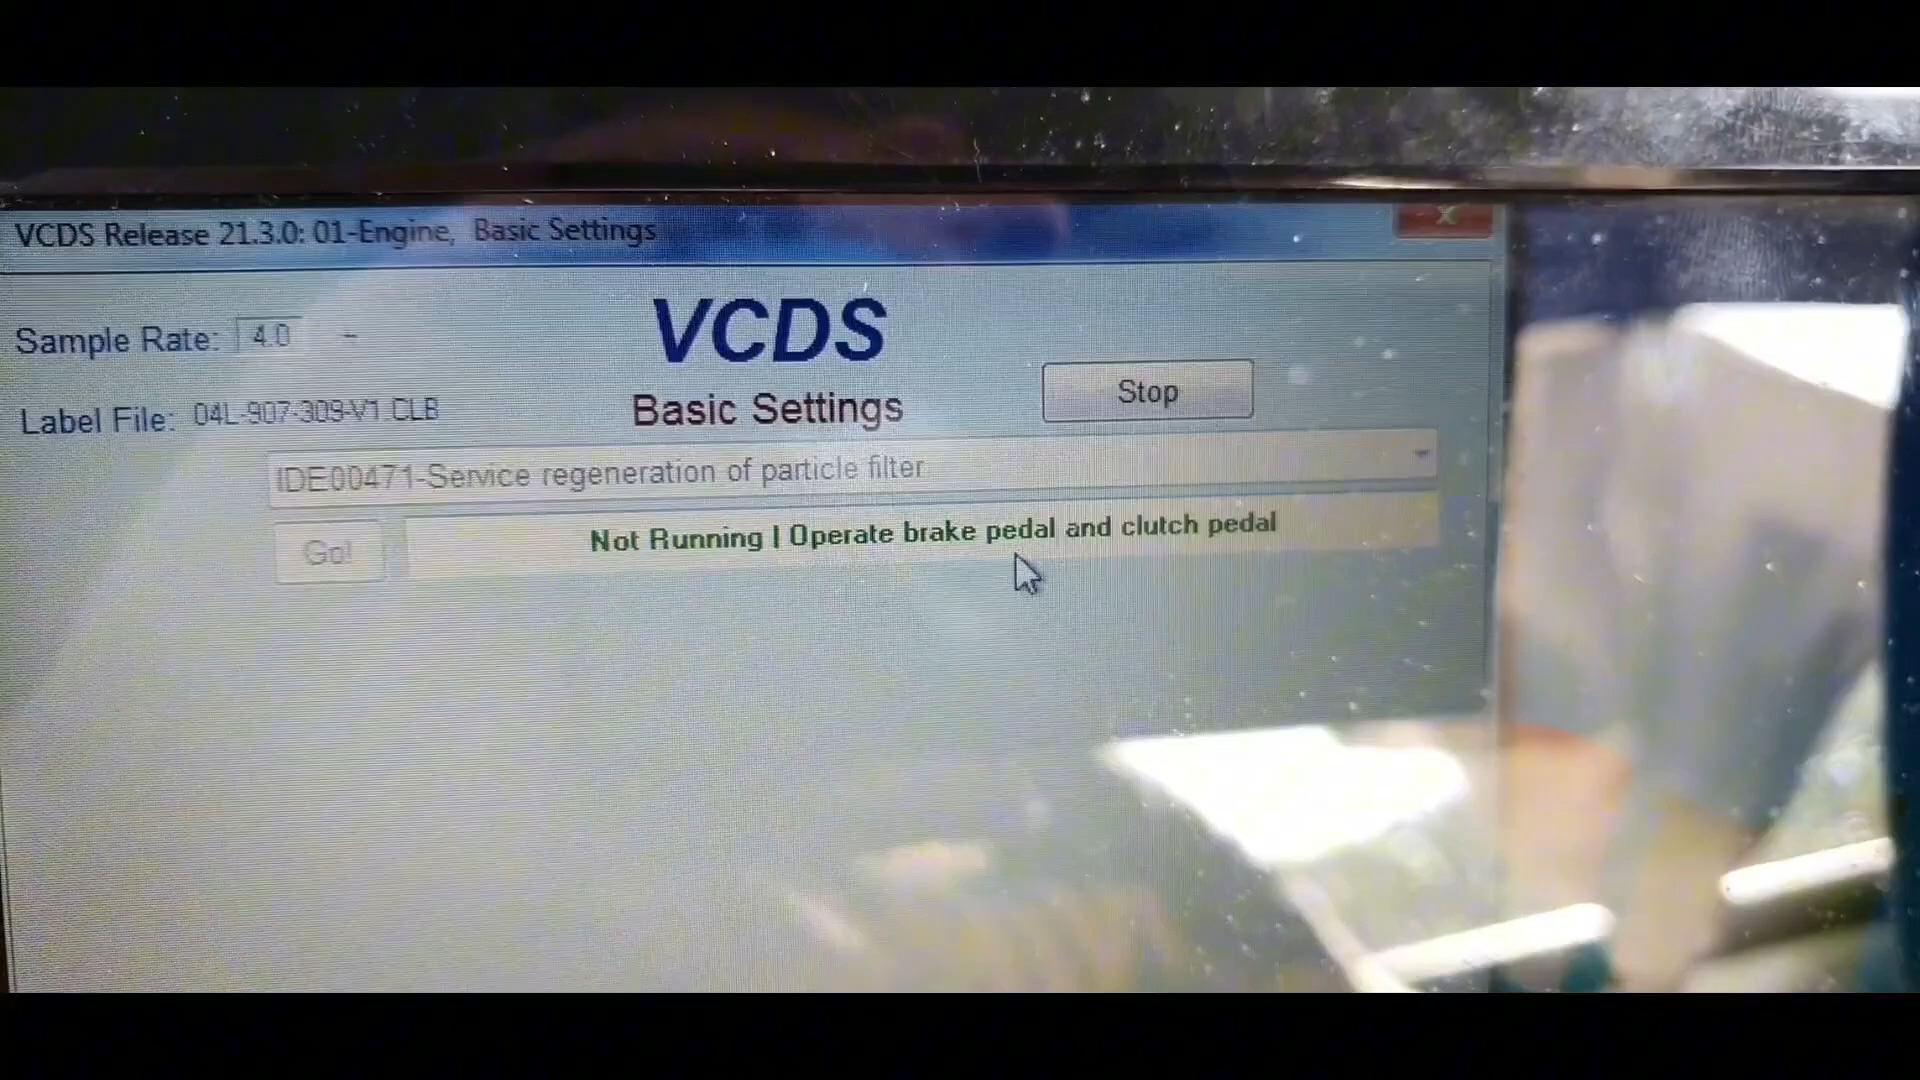 VCDS Release 21.3.0: 01-Engine, Basic Settings
Sample Rate: 4.0 -
VCDS
Stop
Label File: 04L-907-309-V1.CLB
Basic Settings
IDE00471-Service regeneration of particle filter
Go!
Not Running | Operate brake pedal and clutch pedal